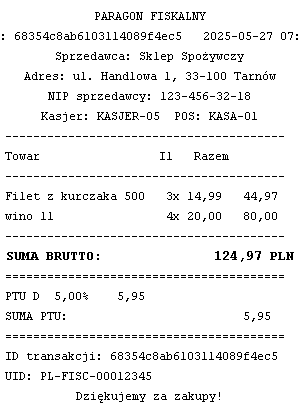 PARAGON FISKALNY
: 68354c8ab6103114089f4ec5 2025-05-27 07:
Sprzedawca: Sklep Spożywczy
Adres: ul. Handlowa 1, 33-100 Tarnów
NIP sprzedawcy: 123-456-32-18
Kasjer: KASJER-05 POS: KASA-01
----------------------------------------
Towar Il Razem
----------------------------------------
Filet z kurczaka 500 3x 14,99 44,97
wino 1l 4x 20,00 80,00
----------------------------------------
SUMA BRUTTO: 124,97 PLN
========================================
PTU D 5,00% 5,95
SUMA PTU: 5,95
========================================
ID transakcji: 68354c8ab6103114089f4ec5
UID: PL-FISC-00012345
Dziękujemy za zakupy!